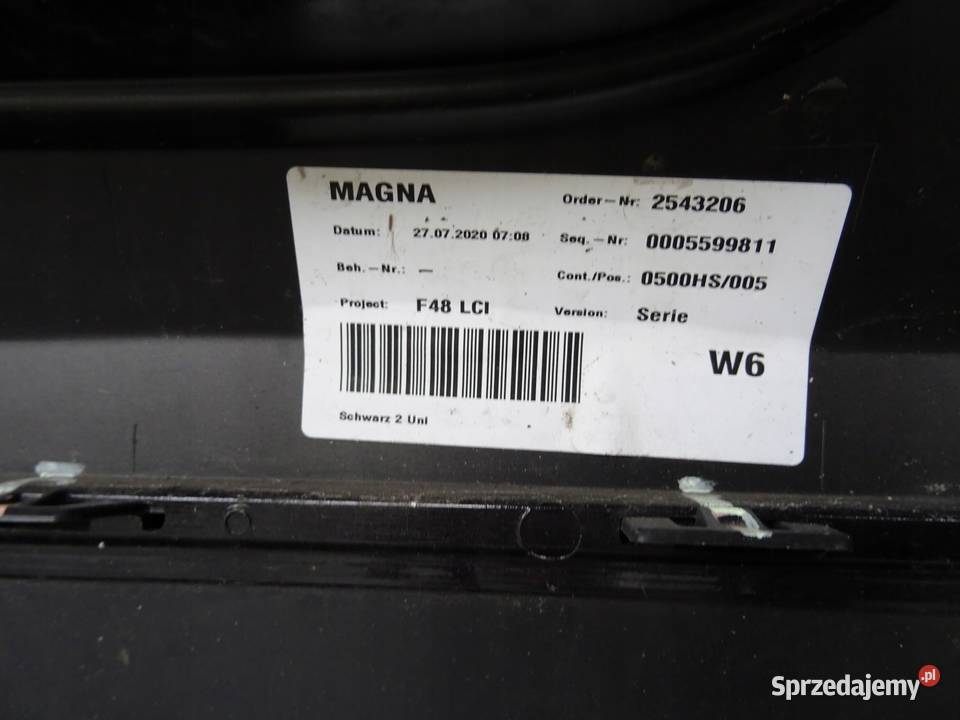 MAGNA
Order-Nr: 2543206
Datum: 27.07.2020 07:08
Seq.-Nr: 0005599811
Beh.-Nr.: -
Cont./Pos.: 0500HS/005
Project: F48 LCI
Version: Serie
W6
Schwarz 2 Uni
Sprzedajemy.pl